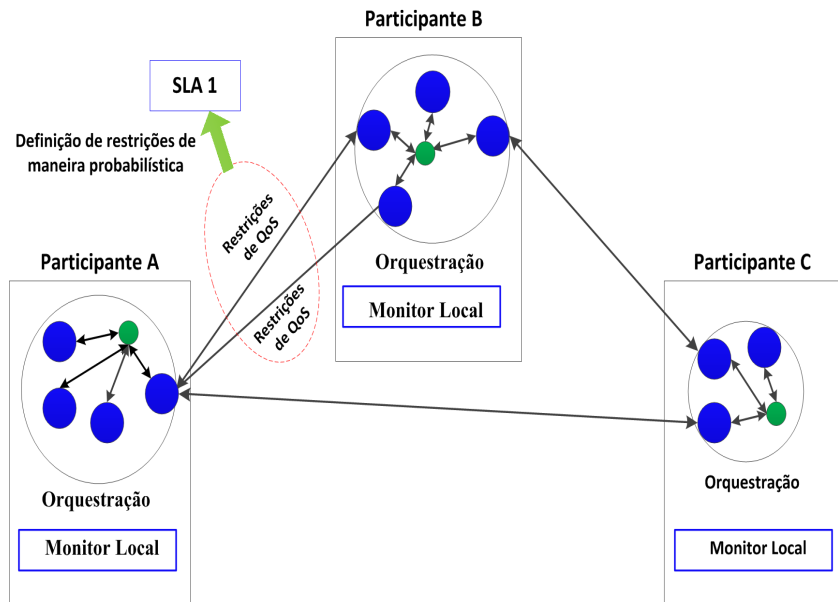 Participante B
SLA 1
Definição de restrições de
maneira probabilística
Restrições
de QoS
Restrições
de QoS
Orquestração
Monitor Local
Participante A
Orquestração
Monitor Local
Participante C
Orquestração
Monitor Local